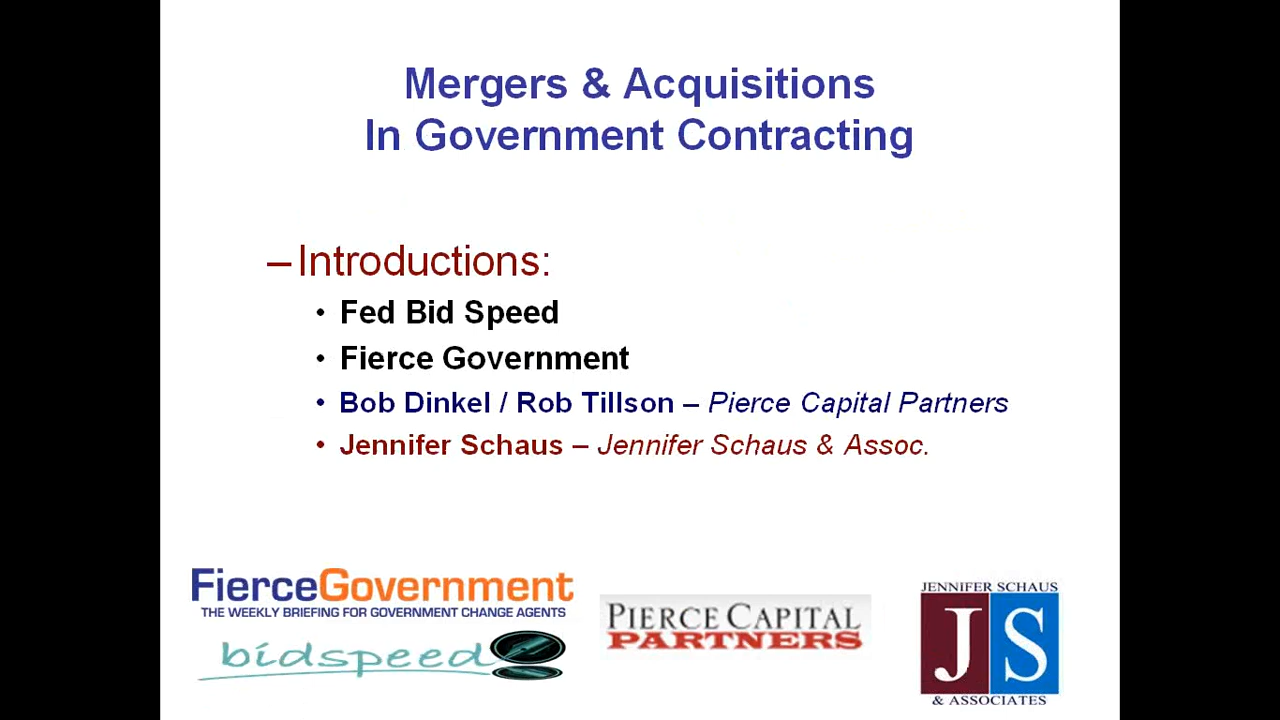 Mergers & Acquisitions
In Government Contracting
– Introductions:
• Fed Bid Speed
• Fierce Government
• Bob Dinkel / Rob Tillson – Pierce Capital Partners
• Jennifer Schaus – Jennifer Schaus & Assoc.
FierceGovernment
THE WEEKLY BRIEFING FOR GOVERNMENT CHANGE AGENTS
bidspeed
PIERCE CAPITAL
PARTNERS
JENNIFER SCHAUS
JS
& ASSOCIATES